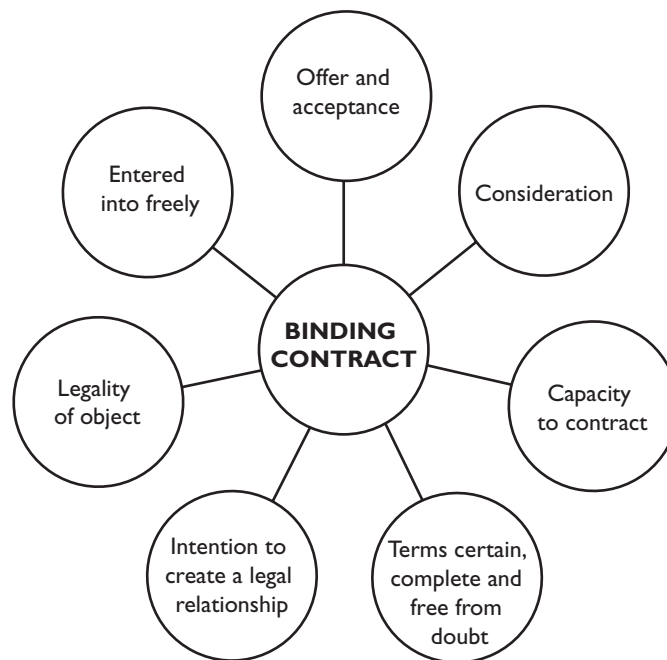 Offer and
acceptance
Entered
into freely
Consideration
BINDING
CONTRACT
Legality
of object
Capacity
to contract
Intention to
create a legal
relationship
Terms certain,
complete and
free from
doubt